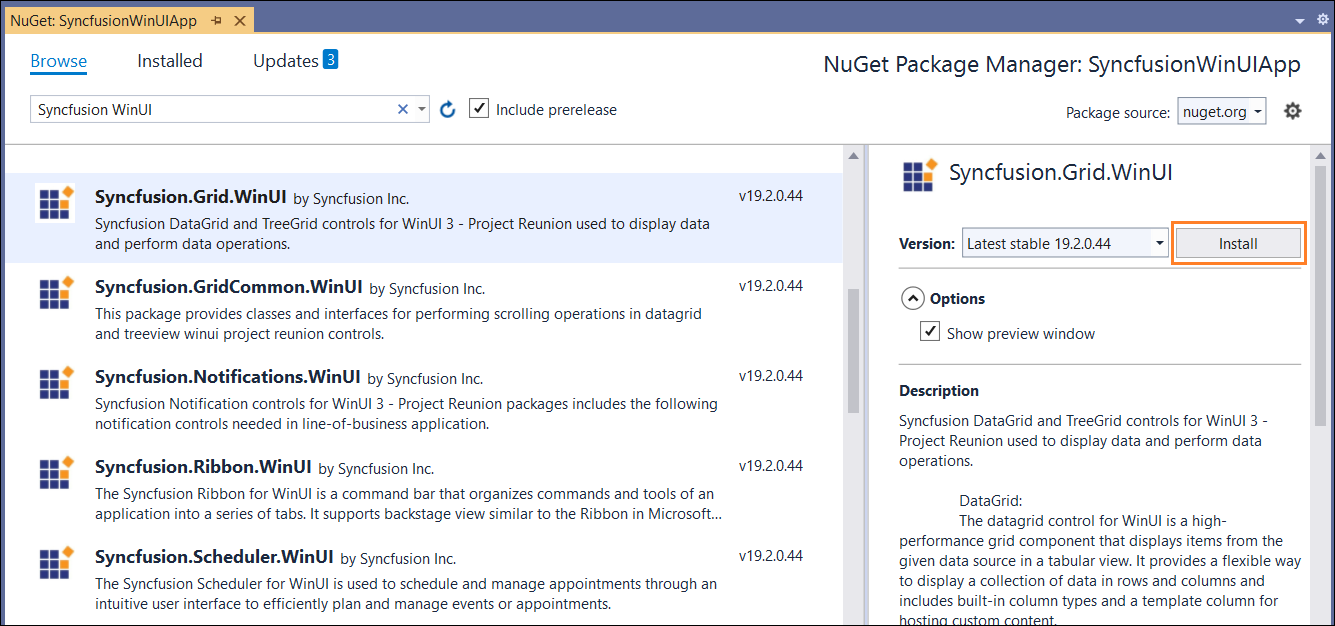 NuGet: SyncfusionWinUIApp
Browse Installed Updates 3
NuGet Package Manager: SyncfusionWinUIApp
Syncfusion WinUI
Include prerelease
Package source: nuget.org
Syncfusion.Grid.WinUI by Syncfusion Inc. v19.2.0.44
Syncfusion DataGrid and TreeGrid controls for WinUI 3 - Project Reunion used to display data
and perform data operations.
Syncfusion.GridCommon.WinUI by Syncfusion Inc. v19.2.0.44
This package provides classes and interfaces for performing scrolling operations in datagrid
and treeview winui project reunion controls.
Syncfusion.Notifications.WinUI by Syncfusion Inc. v19.2.0.44
Syncfusion Notification controls for WinUI 3 - Project Reunion packages includes the following
notification controls needed in line-of-business application.
Syncfusion.Ribbon.WinUI by Syncfusion Inc. v19.2.0.44
The Syncfusion Ribbon for WinUI is a command bar that organizes commands and tools of an
application into a series of tabs. It supports backstage view similar to the Ribbon in Microsoft...
Syncfusion.Scheduler.WinUI by Syncfusion Inc. v19.2.0.44
The Syncfusion Scheduler for WinUI is used to schedule and manage appointments through an
intuitive user interface to efficiently plan and manage events or appointments.
Syncfusion.Grid.WinUI
Version: Latest stable 19.2.0.44 Install
Options
Show preview window
Description
Syncfusion DataGrid and TreeGrid controls for WinUI 3 -
Project Reunion used to display data and perform data
operations.
DataGrid:
The datagrid control for WinUI is a high-
performance grid component that displays items from the
given data source in a tabular view. It provides a flexible way
to display a collection of data in rows and columns and
includes built-in column types and a template column for
hosting custom content.